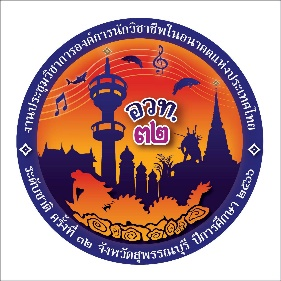 งานประชุมวิชาการองค์การนักวิชาชีพในอนาคตแห่งประเทศไทย
อวท.
๓๒
ระดับชาติ ครั้งที่ ๓๒ จังหวัดสุพรรณบุรี ปีการศึกษา ๒๕๖๖